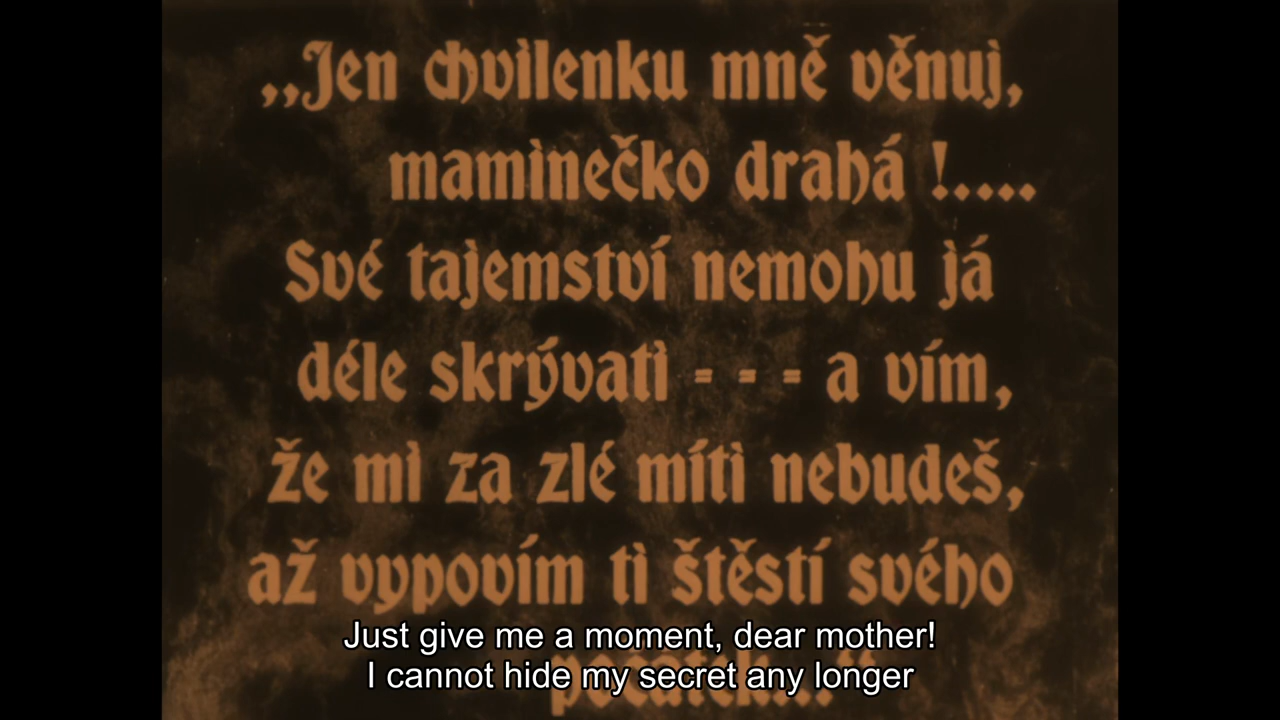 „Jen chvilenku mně věnuj,
maminečko drahá !.....
Své tajemství nemohu já
déle skrývati - - - a vím,
že mi za zlé míti nebudeš,
až vypovím ti štěstí svého
Just give me a moment, dear mother!
I cannot hide my secret any longer